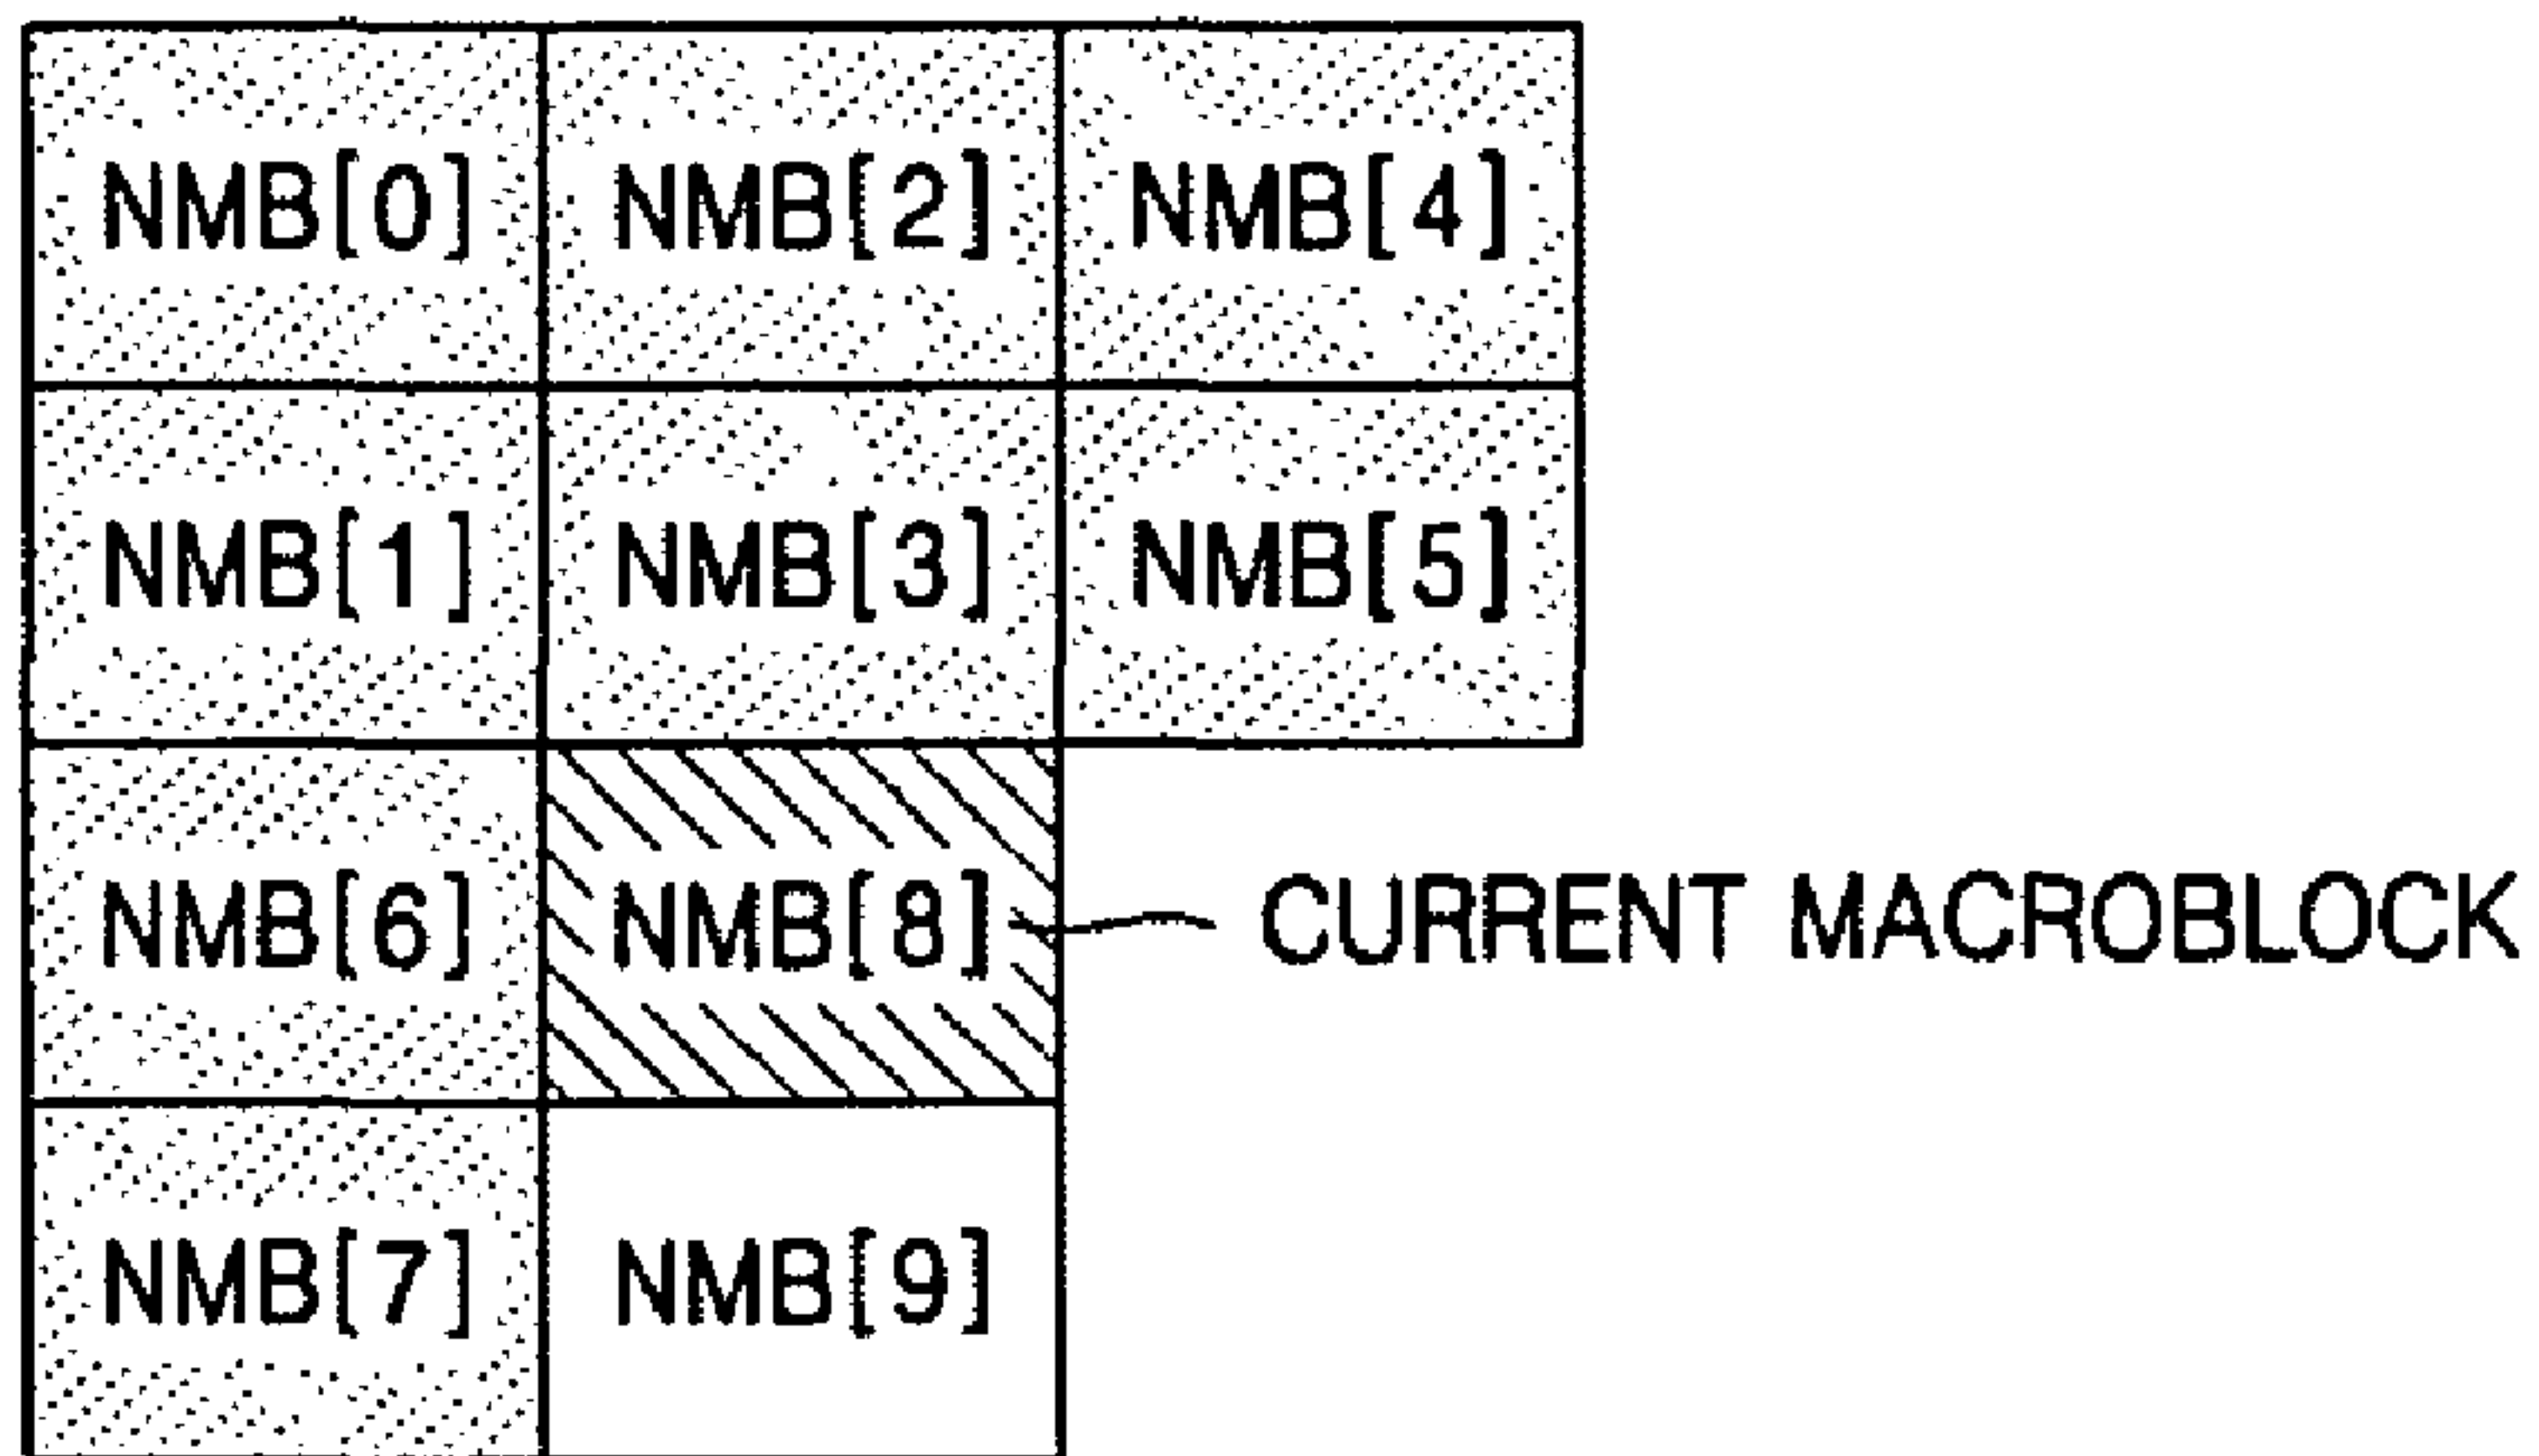 NMB[0] NMB[2] NMB[4]
NMB[1] NMB[3] NMB[5]
NMB[6] NMB[8] CURRENT MACROBLOCK
NMB[7] NMB[9]